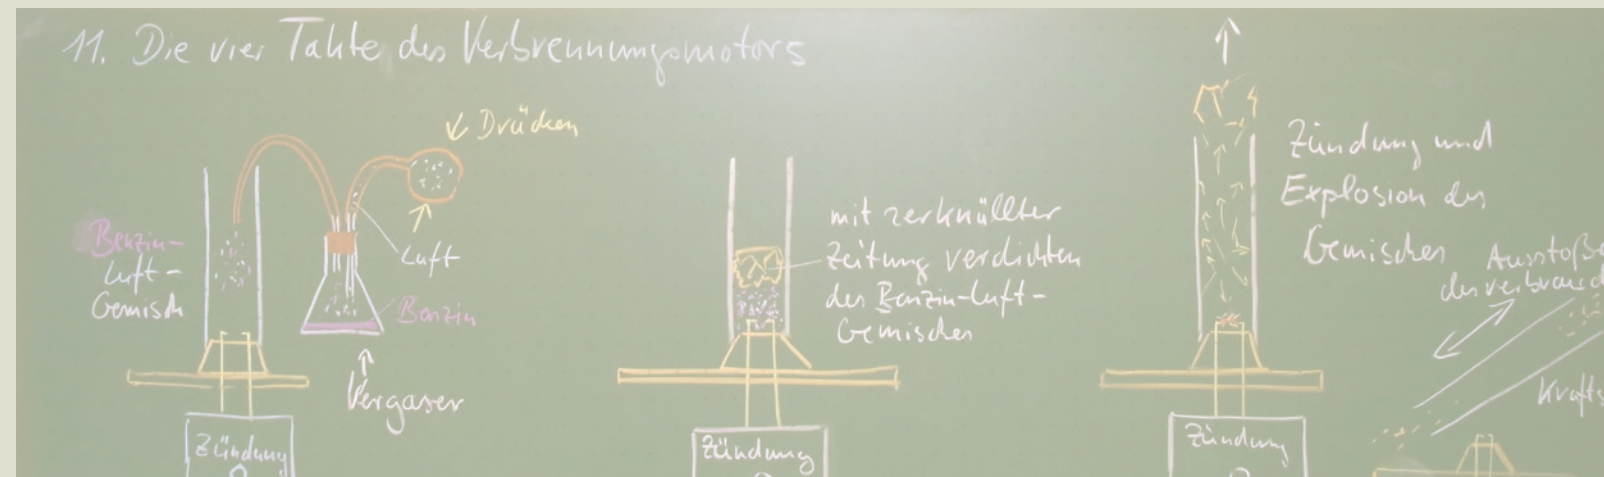 11. Die vier Takte des Verbrennungsmotors
Drücken
Benzin-
Luft-
Gemisch
Luft
Benzin
Vergaser
Zündung
mit zerknüllter
Zeitung verdichten
des Benzin-Luft-
Gemisches
Zündung
Zündung und
Explosion des
Gemisches
Zündung